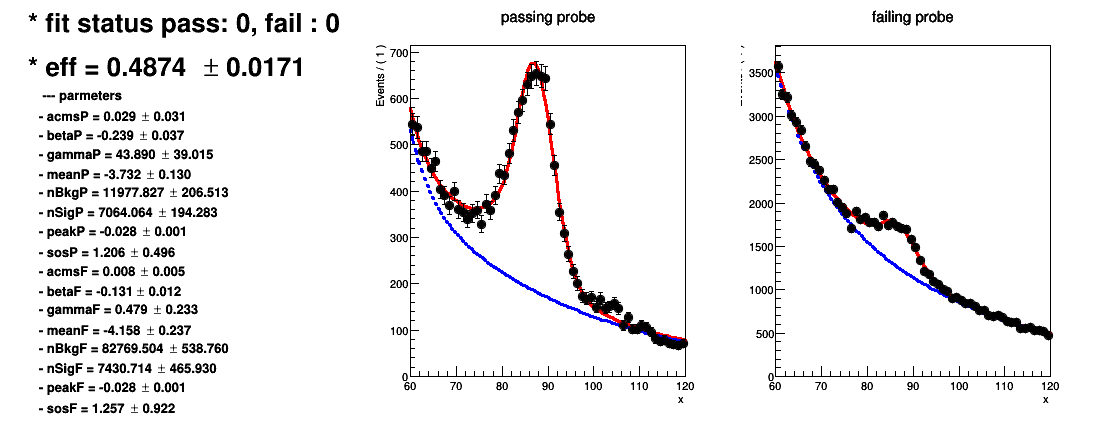 * fit status pass: 0, fail : 0
* eff = 0.4874 ± 0.0171
--- parmeters
- acmsP = 0.029 ± 0.031
- betaP = -0.239 ± 0.037
- gammaP = 43.890 ± 39.015
- meanP = -3.732 ± 0.130
- nBkgP = 11977.827 ± 206.513
- nSigP = 7064.064 ± 194.283
- peakP = -0.028 ± 0.001
- sosP = 1.206 ± 0.496
- acmsF = 0.008 ± 0.005
- betaF = -0.131 ± 0.012
- gammaF = 0.479 ± 0.233
- meanF = -4.158 ± 0.237
- nBkgF = 82769.504 ± 538.760
- nSigF = 7430.714 ± 465.930
- peakF = -0.028 ± 0.001
- sosF = 1.257 ± 0.922
passing probe
Events / ( 1 )
700
600
500
400
300
200
100
0
60 70 80 90 100 110 120
x
failing probe
3500
3000
2500
2000
1500
1000
500
0
60 70 80 90 100 110 120
x